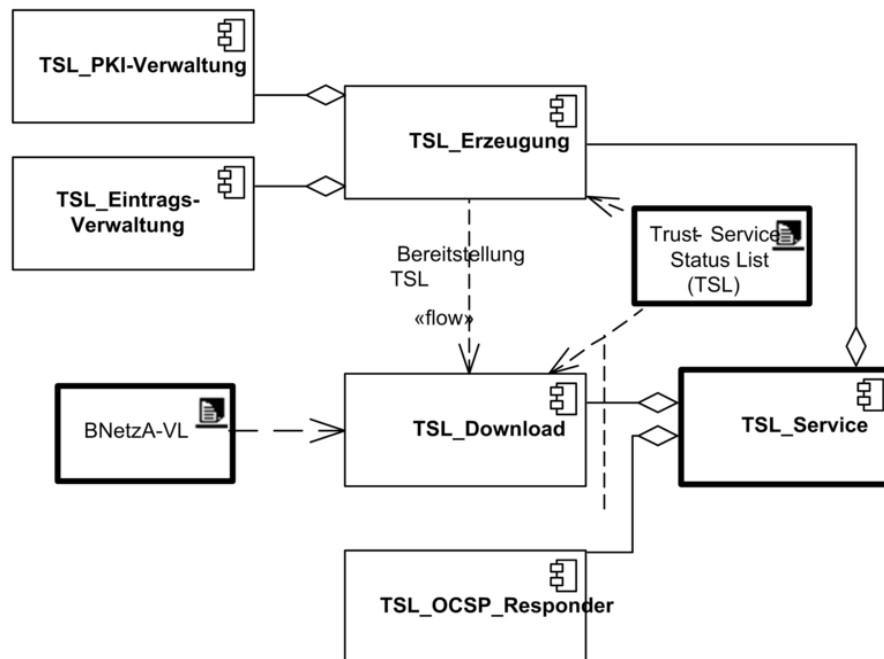 TSL_PKI-Verwaltung
TSL_Erzeugung
TSL_Eintrags-
Verwaltung
Trust- Service
Status List
(TSL)
Bereitstellung
TSL
«flow»
BNetzA-VL
TSL_Download
TSL_Service
TSL_OCSP_Responder